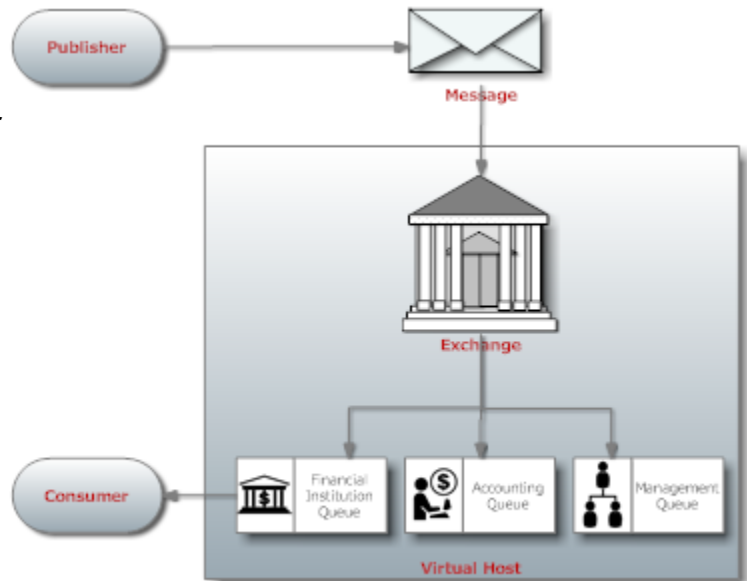 Publisher
Message
Exchange
Financial
Institution
Queue
Accounting
Queue
Management
Queue
Consumer
Virtual Host